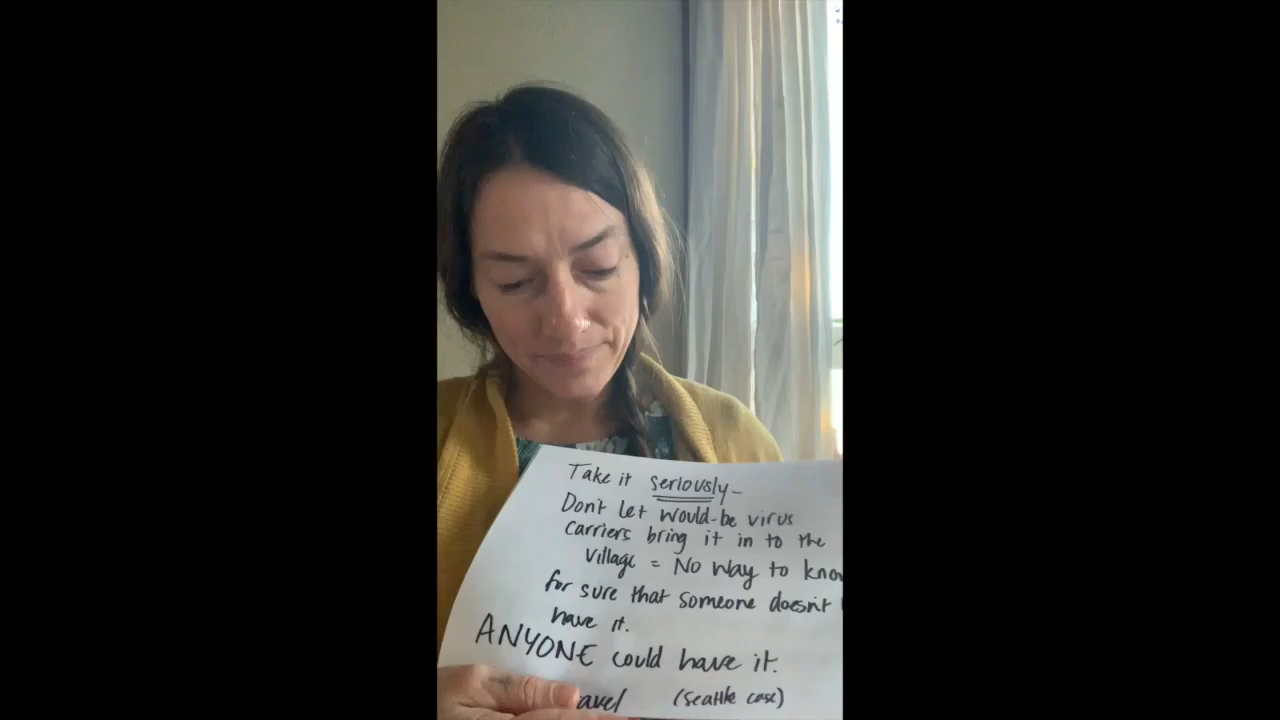 Take it seriously-
Don't let would-be virus
carriers bring it in to the
village = No way to know
for sure that someone doesn't
have it.
ANYONE could have it.
(seattle case)